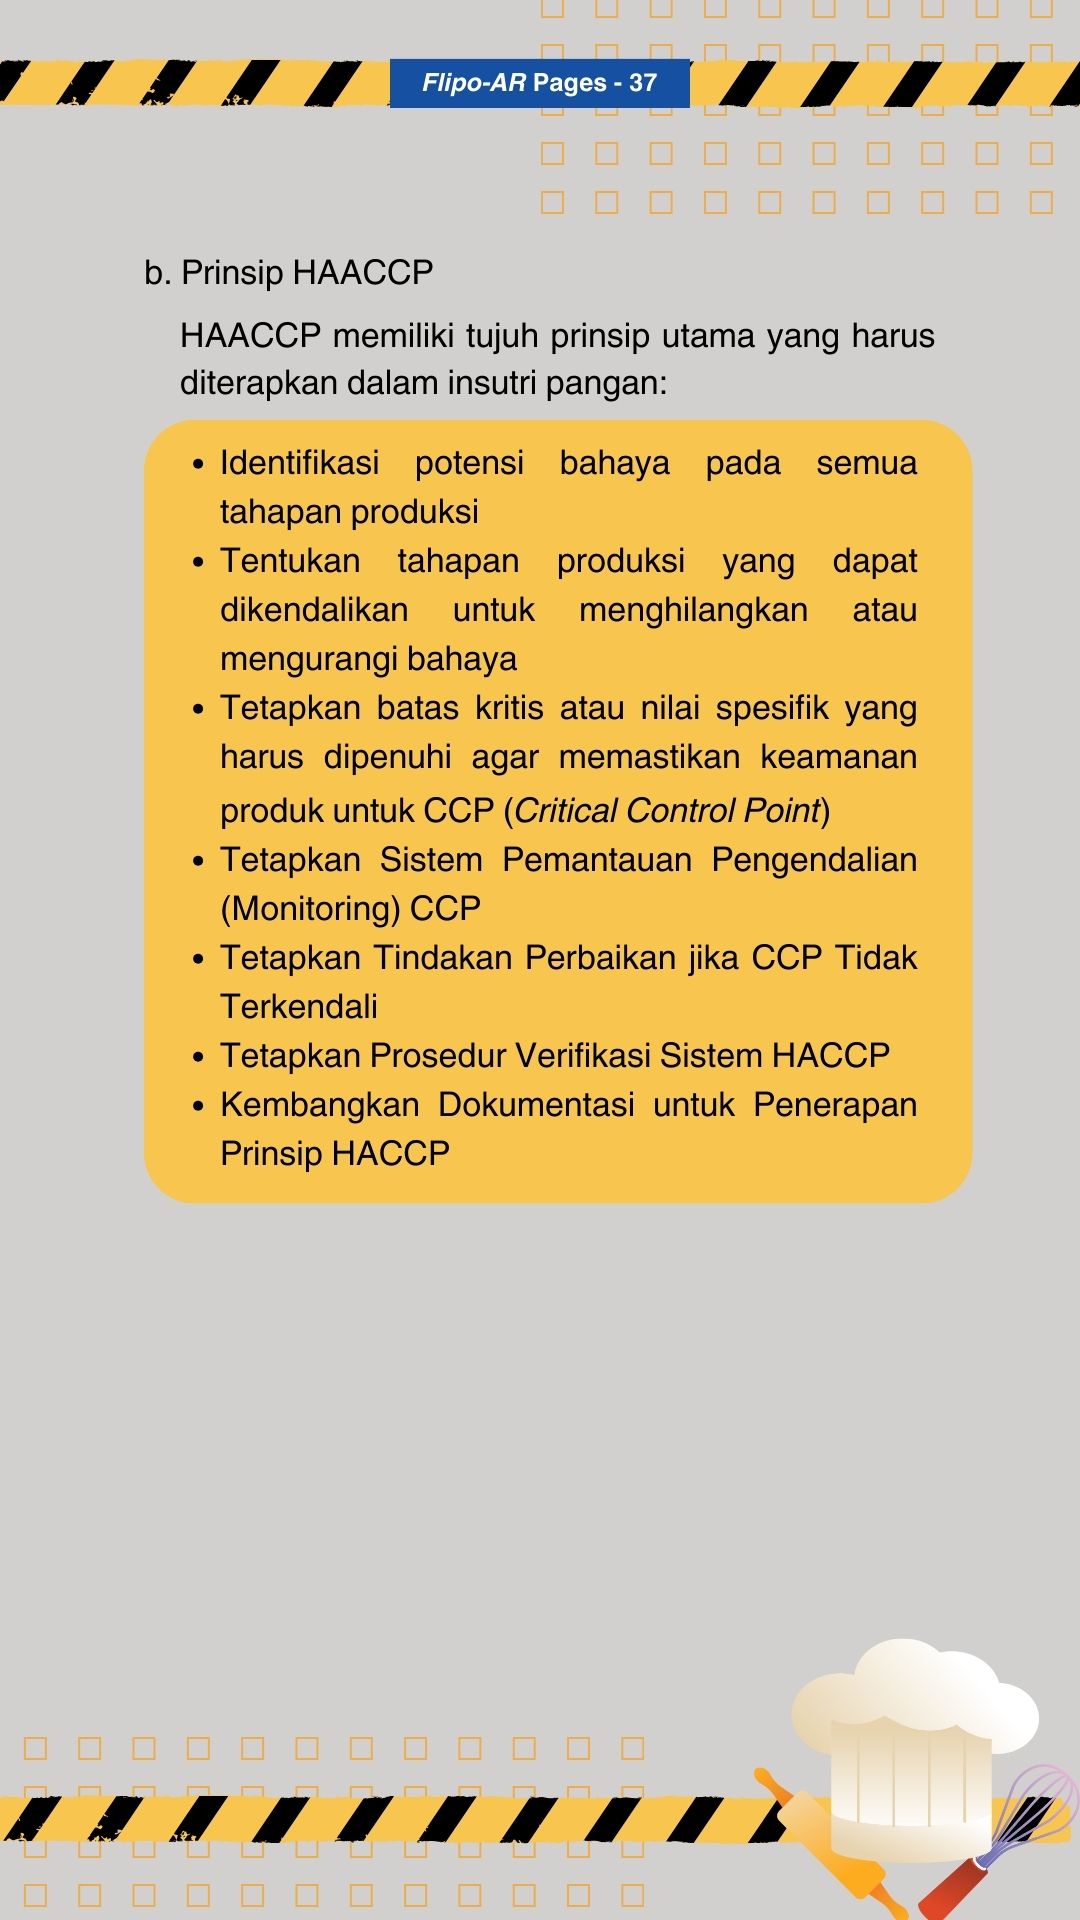 Flipo-AR Pages - 37
b. Prinsip HAACCP
HAACCP memiliki tujuh prinsip utama yang harus
diterapkan dalam insutri pangan:
• Identifikasi potensi bahaya pada semua
tahapan produksi
• Tentukan tahapan produksi yang dapat
dikendalikan untuk menghilangkan atau
mengurangi bahaya
• Tetapkan batas kritis atau nilai spesifik yang
harus dipenuhi agar memastikan keamanan
produk untuk CCP (Critical Control Point)
• Tetapkan Sistem Pemantauan Pengendalian
(Monitoring) CCP
• Tetapkan Tindakan Perbaikan jika CCP Tidak
Terkendali
• Tetapkan Prosedur Verifikasi Sistem HACCP
• Kembangkan Dokumentasi untuk Penerapan
Prinsip HACCP